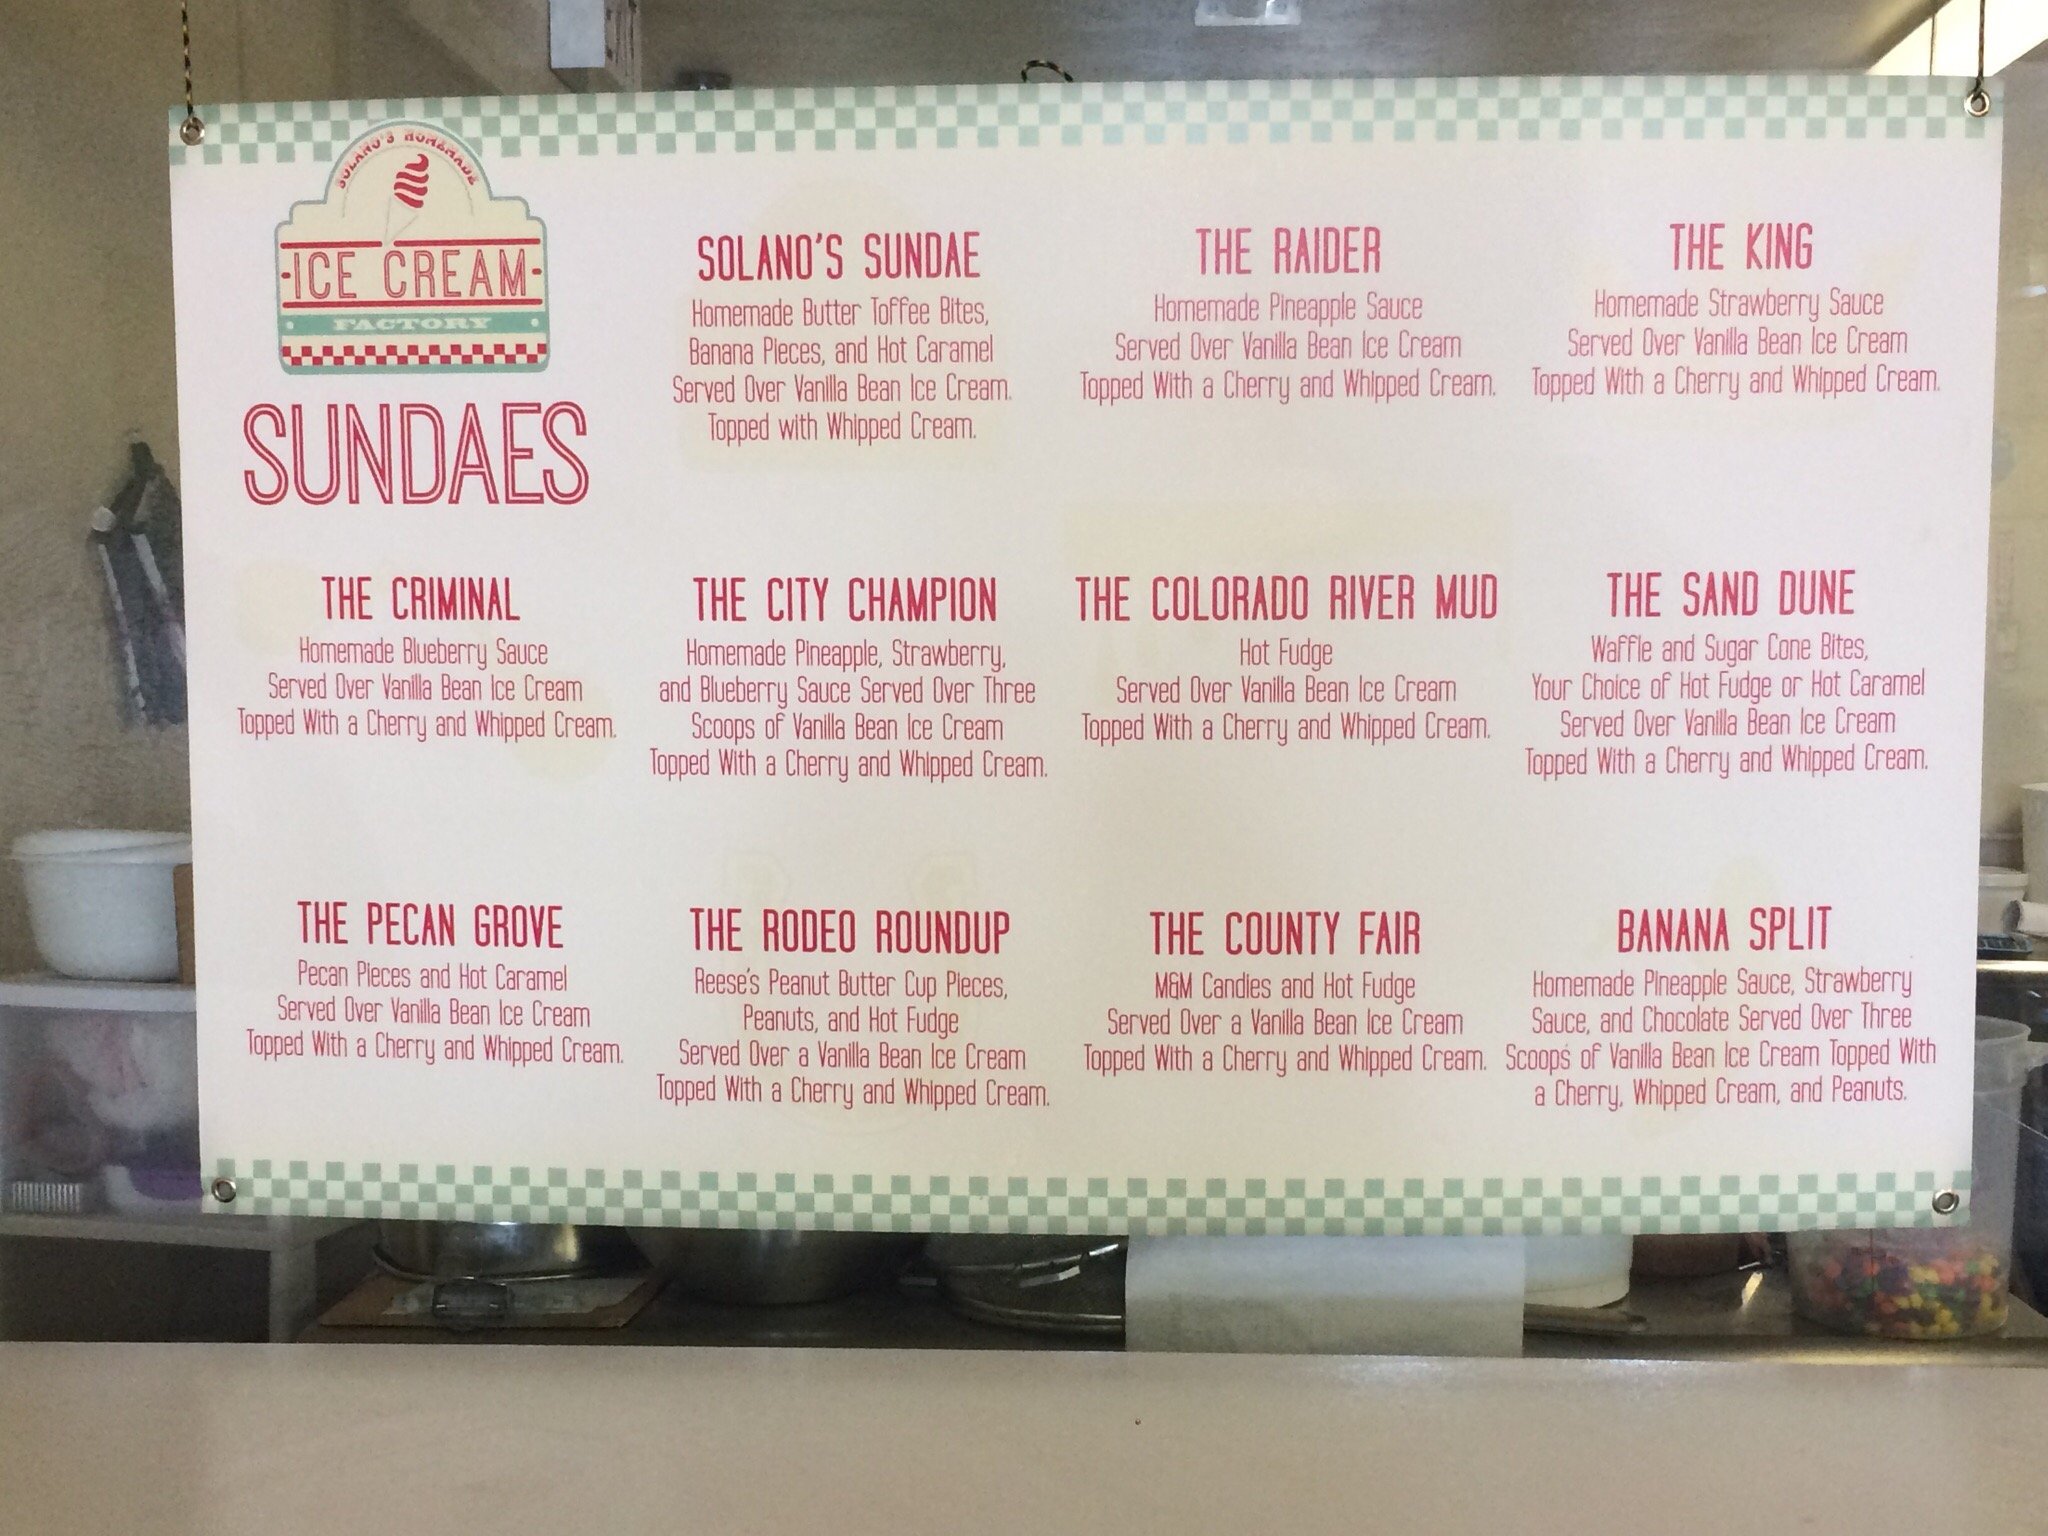 SOLANO'S HOMEMADE
ICE CREAM
FACTORY
SUNDAES
SOLANO'S SUNDAE
Homemade Butter Toffee Bites,
Banana Pieces, and Hot Caramel
Served Over Vanilla Bean Ice Cream.
Topped with Whipped Cream.
THE RAIDER
Homemade Pineapple Sauce
Served Over Vanilla Bean Ice Cream
Topped With a Cherry and Whipped Cream.
THE KING
Homemade Strawberry Sauce
Served Over Vanilla Bean Ice Cream
Topped With a Cherry and Whipped Cream.
THE CRIMINAL
Homemade Blueberry Sauce
Served Over Vanilla Bean Ice Cream
Topped With a Cherry and Whipped Cream.
THE CITY CHAMPION
Homemade Pineapple, Strawberry,
and Blueberry Sauce Served Over Three
Scoops of Vanilla Bean Ice Cream
Topped With a Cherry and Whipped Cream.
THE COLORADO RIVER MUD
Hot Fudge
Served Over Vanilla Bean Ice Cream
Topped With a Cherry and Whipped Cream.
THE SAND DUNE
Waffle and Sugar Cone Bites,
Your Choice of Hot Fudge or Hot Caramel
Served Over Vanilla Bean Ice Cream
Topped With a Cherry and Whipped Cream.
THE PECAN GROVE
Pecan Pieces and Hot Caramel
Served Over Vanilla Bean Ice Cream
Topped With a Cherry and Whipped Cream.
THE RODEO ROUNDUP
Reese's Peanut Butter Cup Pieces,
Peanuts, and Hot Fudge
Served Over a Vanilla Bean Ice Cream
Topped With a Cherry and Whipped Cream.
THE COUNTY FAIR
M&M Candies and Hot Fudge
Served Over a Vanilla Bean Ice Cream
Topped With a Cherry and Whipped Cream.
BANANA SPLIT
Homemade Pineapple Sauce, Strawberry
Sauce, and Chocolate Served Over Three
Scoops of Vanilla Bean Ice Cream Topped With
a Cherry, Whipped Cream, and Peanuts.